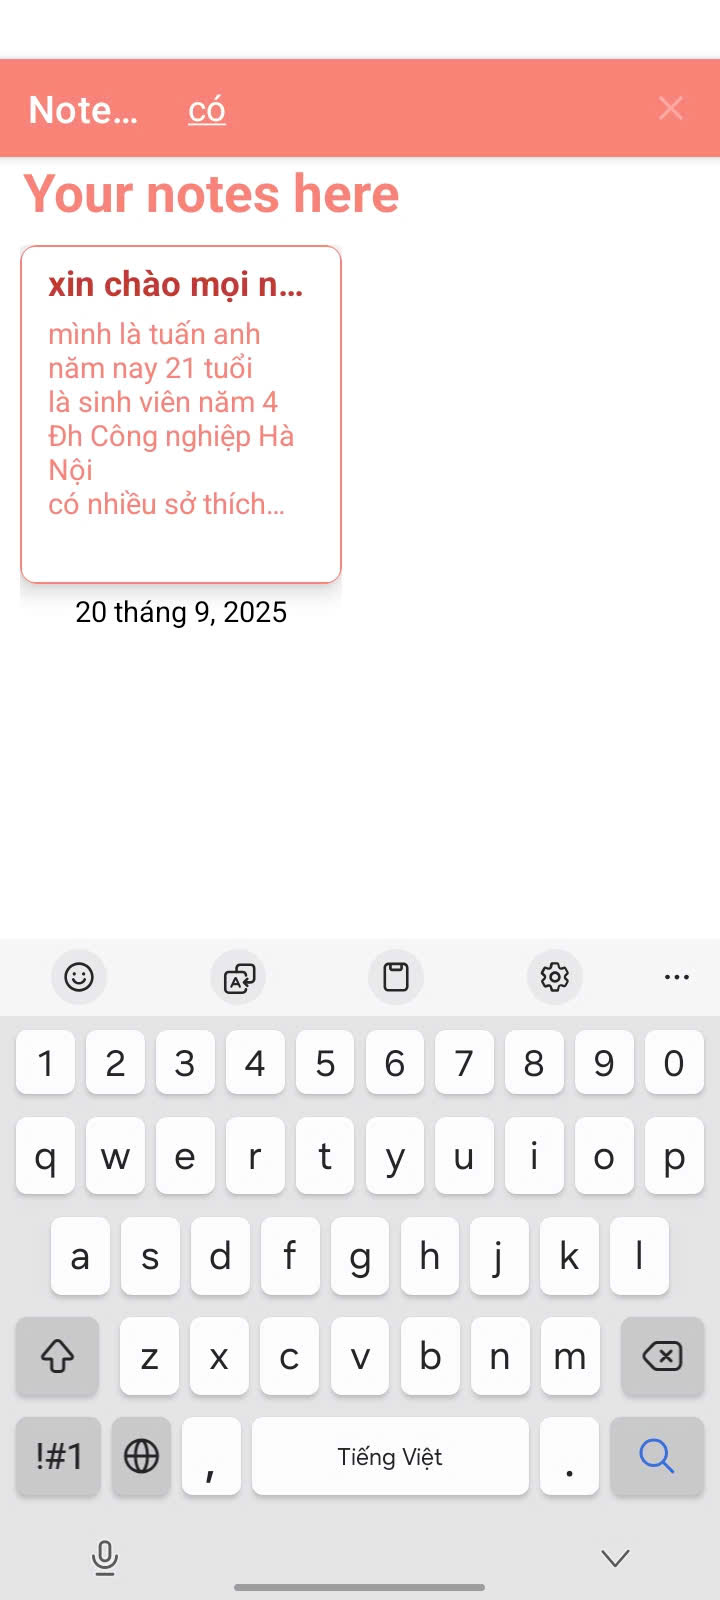 Note... có
Your notes here
xin chào mọi n...
mình là tuấn anh
năm nay 21 tuổi
là sinh viên năm 4
Đh Công nghiệp Hà
Nội
có nhiều sở thích...
20 tháng 9, 2025
1 2 3 4 5 6 7 8 9 0
q w e r t y u i o p
a s d f g h j k l
z x c v b n m
!#1 , Tiếng Việt .